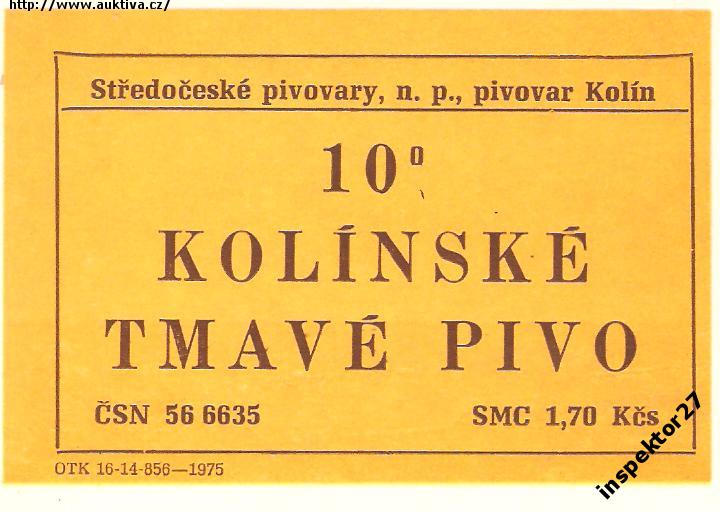 http://www.auktiva.cz/
Středočeské pivovary, n. p., pivovar Kolín
10⁰
KOLÍNSKÉ
TMAVÉ PIVO
ČSN 56 6635 SMC 1,70 Kčs
OTK 16-14-856—1975
inspektor27